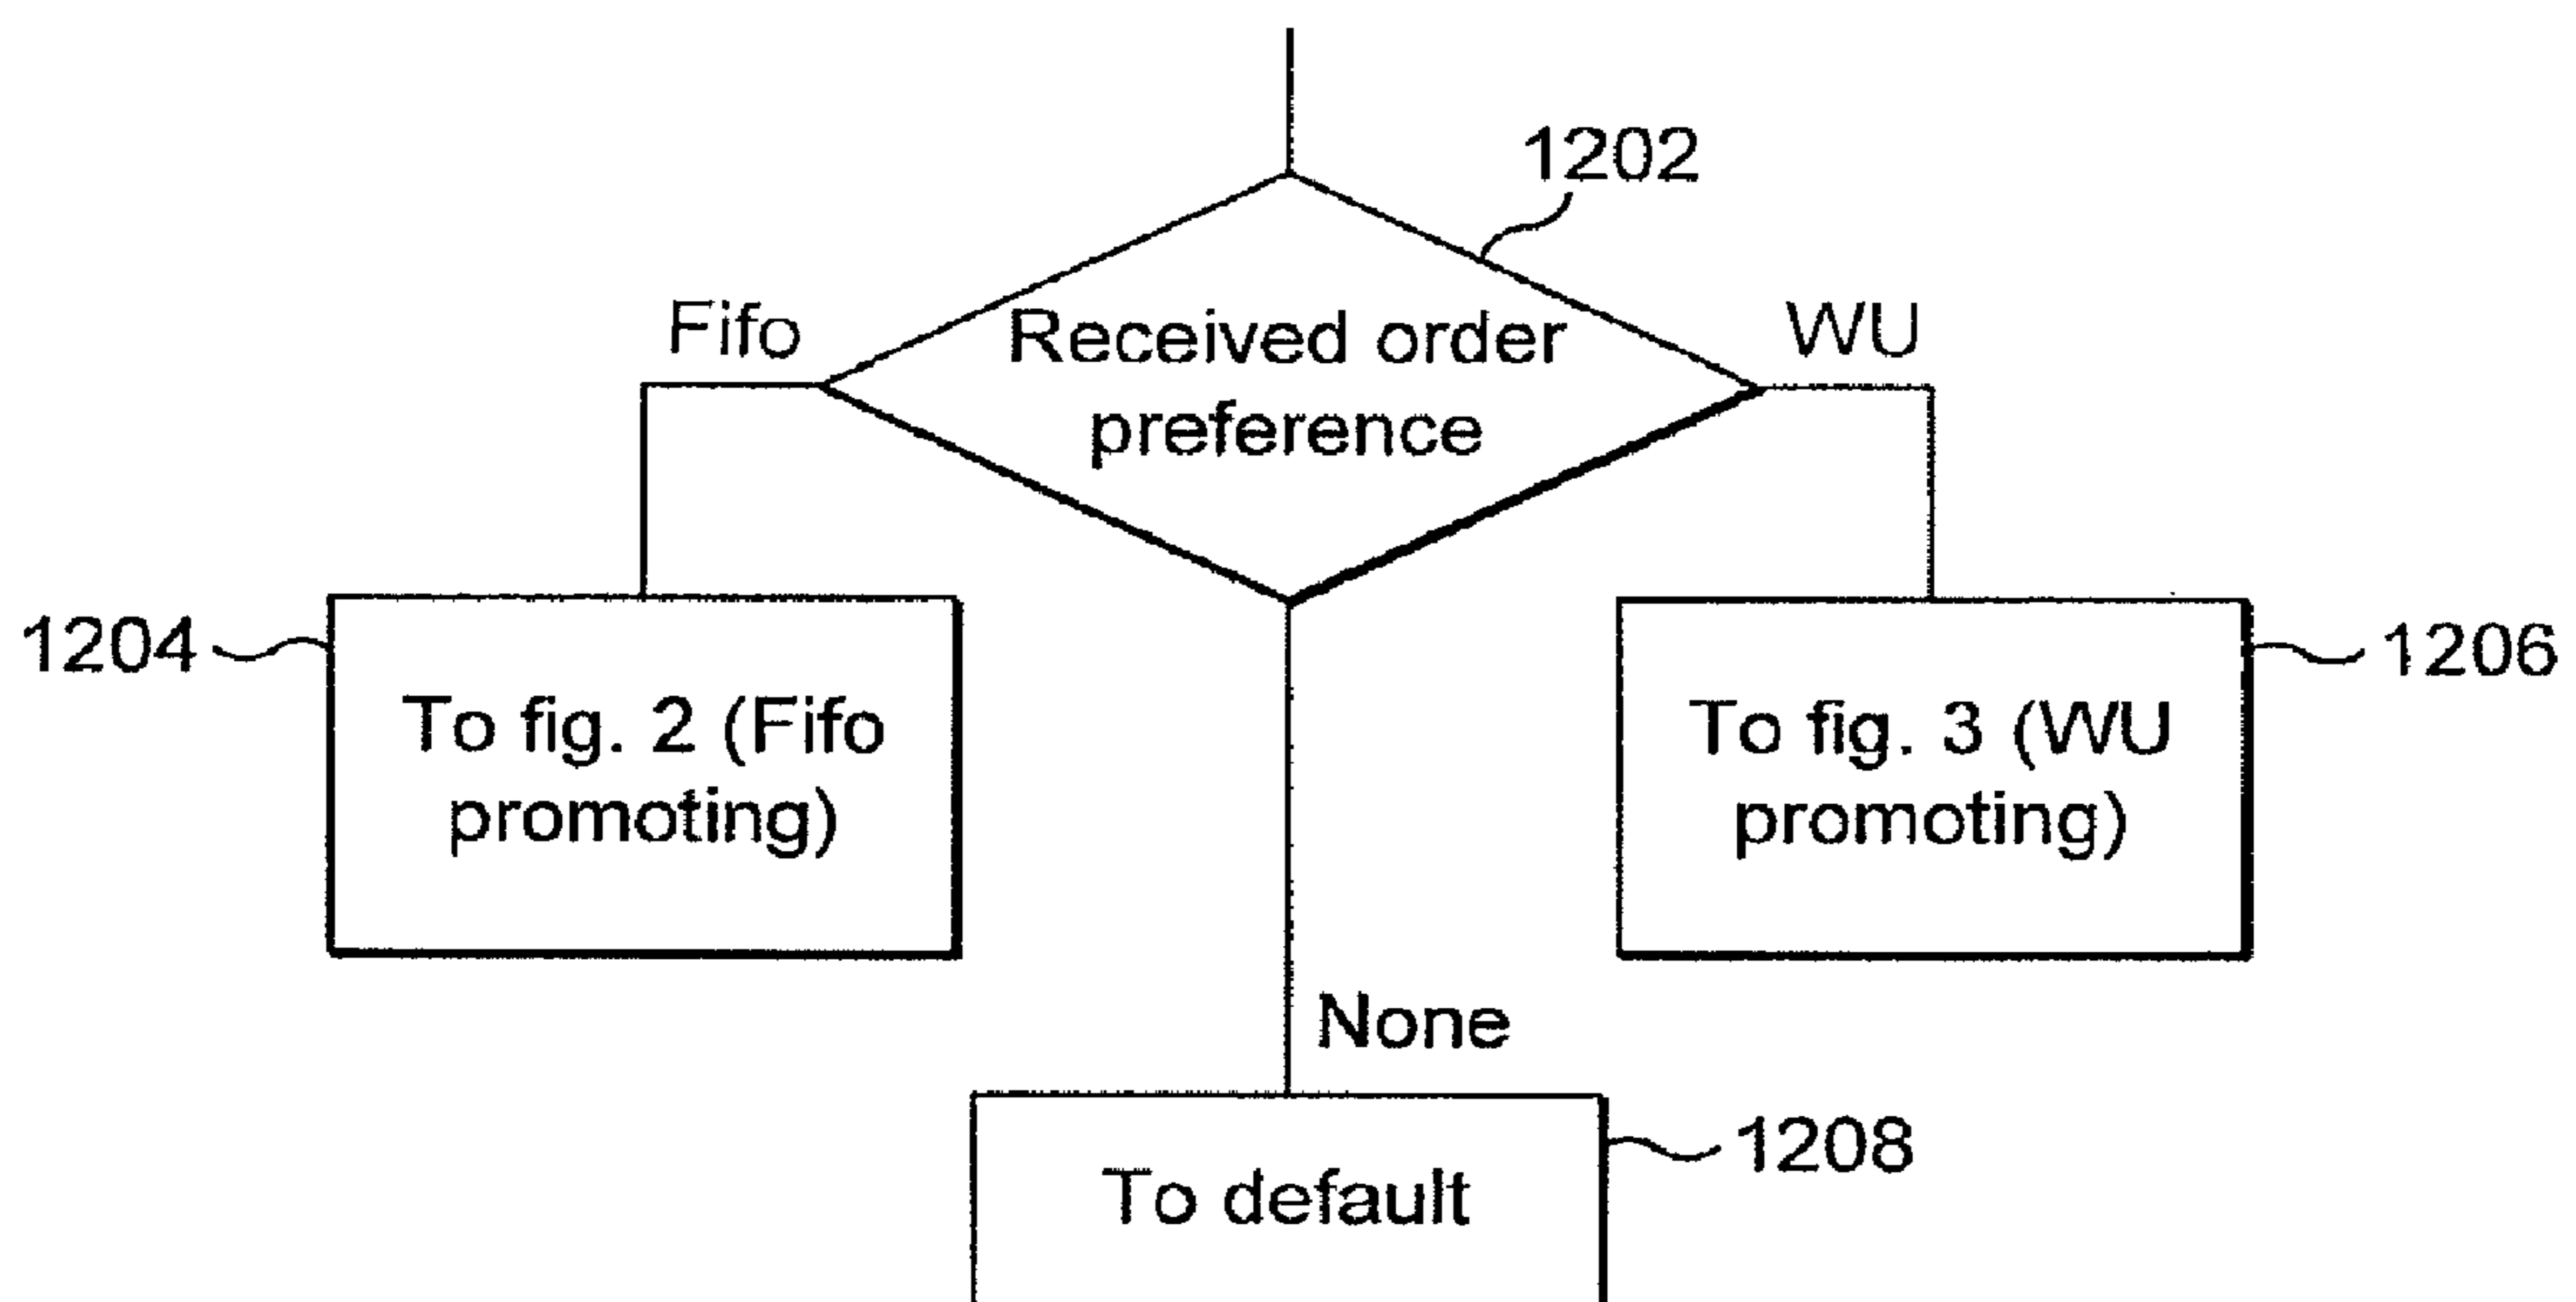 1202
Fifo
Received order
preference
WU
1204
To fig. 2 (Fifo
promoting)
To fig. 3 (WU
promoting)
1206
None
To default
1208